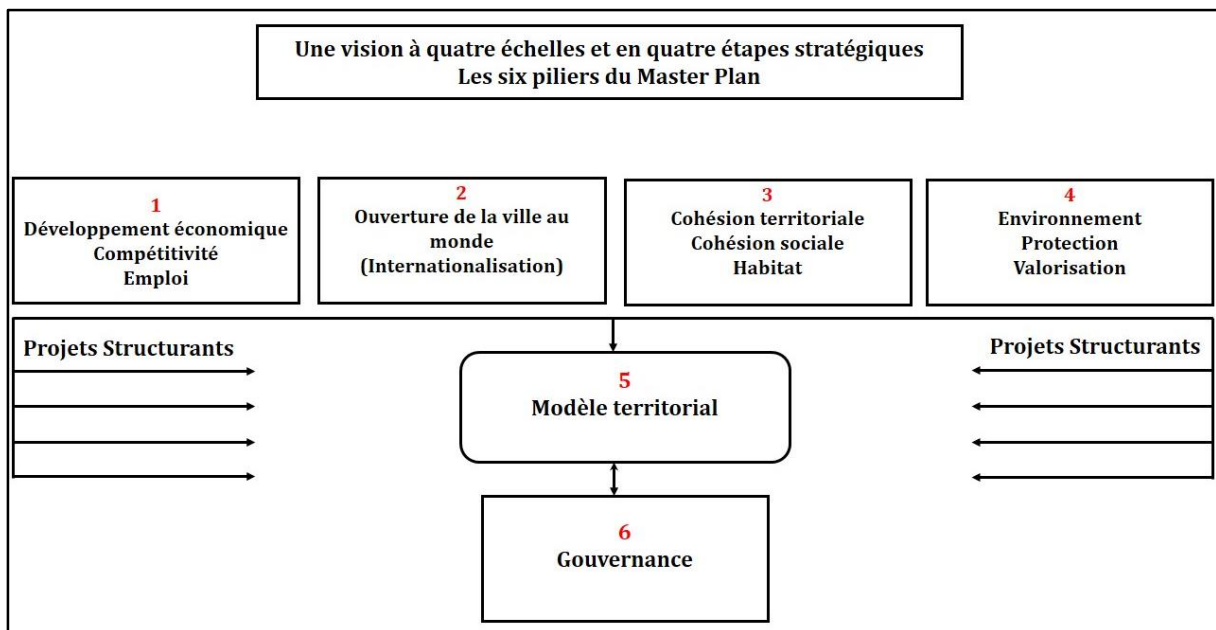 Une vision à quatre échelles et en quatre étapes stratégiques
Les six piliers du Master Plan
1
Développement économique
Compétitivité
Emploi
2
Ouverture de la ville au
monde
(Internationalisation)
3
Cohésion territoriale
Cohésion sociale
Habitat
4
Environnement
Protection
Valorisation
Projets Structurants
Projets Structurants
5
Modèle territorial
6
Gouvernance